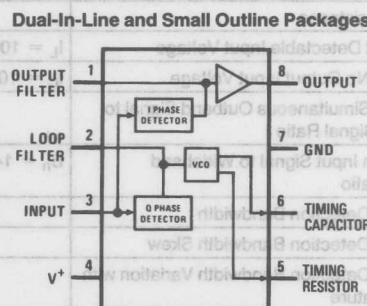 Dual-In-Line and Small Outline Packages
OUTPUT FILTER 1
8 OUTPUT
I PHASE DETECTOR
LOOP FILTER 2
7 GND
VCO
INPUT 3
Q PHASE DETECTOR
6 TIMING CAPACITOR
V+ 4
5 TIMING RESISTOR